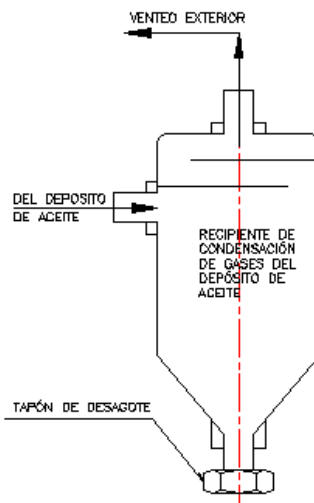 VENTEO EXTERIOR
DEL DEPOSITO
DE ACEITE
RECIPIENTE DE
CONDENSACIÓN
DE GASES DEL
DEPÓSITO DE
ACEITE
TAPÓN DE DESAGOTE